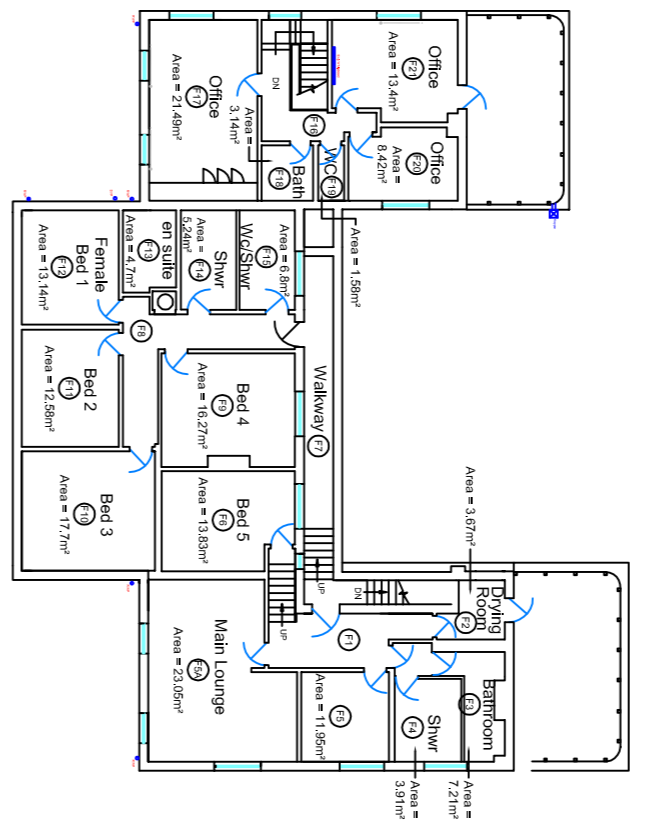 Office
F17
Area = 21.49m²
DN
Office
F21
Area = 13.4m²
F16
Office
F20
Area =
8.42m²
Area =
3.14m²
Bath
F18
WC
F19
Area = 1.58m²
Female
Bed 1
F12
Area = 13.14m²
en suite
F13
Area = 4.7m²
Shwr
F14
Area =
5.24m²
Wc/Shwr
F15
Area = 6.8m²
F8
Bed 2
F11
Area = 12.58m²
Bed 4
F9
Area = 16.27m²
Walkway
F7
Bed 3
F10
Area = 17.7m²
Bed 5
F6
Area = 13.83m²
UP
UP
DN
Area = 3.67m²
Drying
Room
F2
F1
Main Lounge
F5A
Area = 23.05m²
F5
Area = 11.95m²
Shwr
F4
Area =
3.91m²
Bathroom
F3
Area =
7.21m²